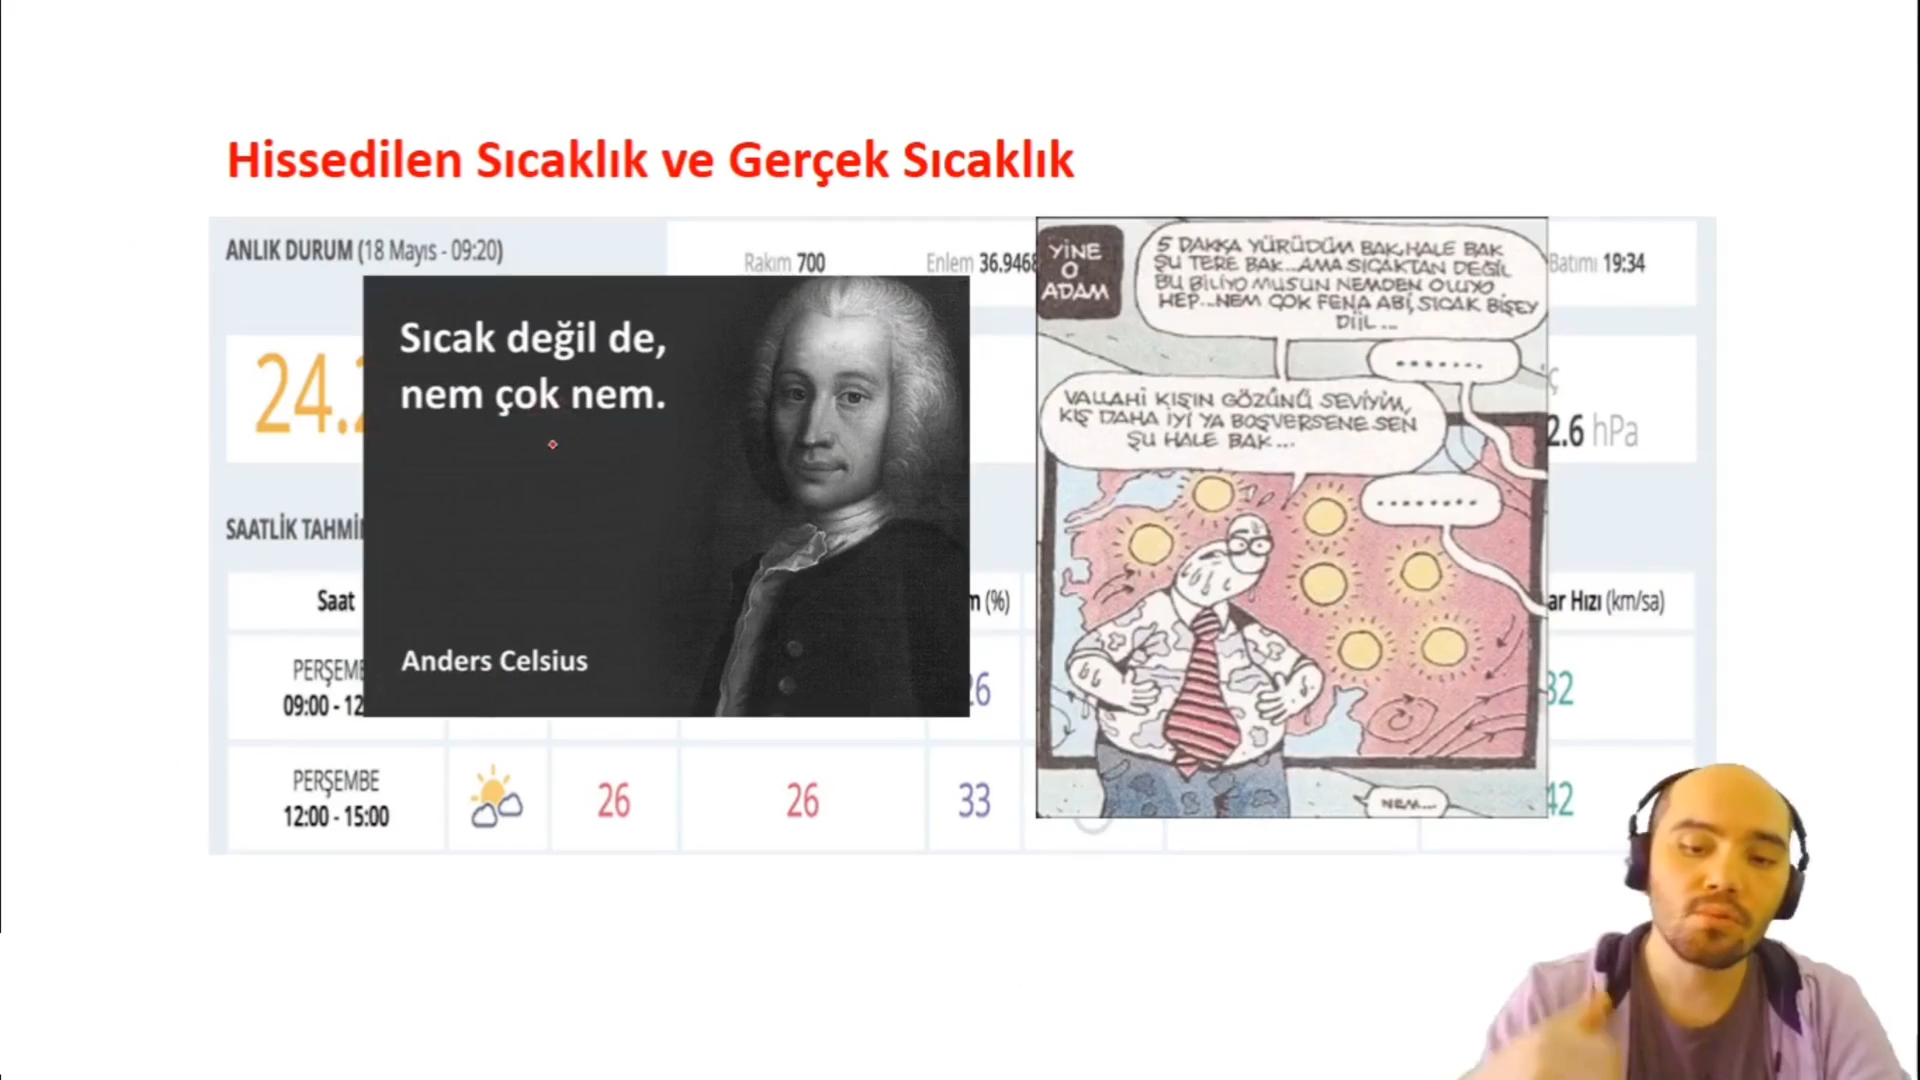 Hissedilen Sıcaklık ve Gerçek Sıcaklık
ANLIK DURUM (18 Mayıs - 09:20)
Rakım 700
Enlem 36.9468
Batımı 19:34
24.2
2.6 hPa
Sıcak değil de,
nem çok nem.
Anders Celsius
YİNE
O
ADAM
5 DAKKA YÜRÜDÜM BAK, HALE BAK
ŞU TERE BAK...AMA SICAKTAN DEĞİL
BU BİLİYO MUSUN NEMDEN OLUYO
HEP...NEM ÇOK FENA ABİ, SICAK BİŞEY
DİİL...
........
VALLAHİ KIŞIN GÖZÜNÜ SEVİYİM,
KIŞ DAHA İYİ YA BOŞVERSENE SEN
ŞU HALE BAK...
........
NEM...
SAATLİK TAHMİN
Saat
m (%)
ar Hızı (km/sa)
PERŞEMBE
09:00 - 12
26
32
PERŞEMBE
12:00 - 15:00
26
26
33
42